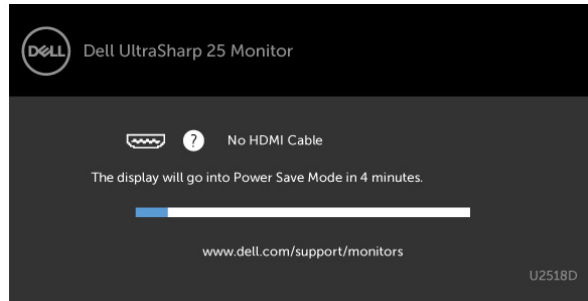 DELL
Dell UltraSharp 25 Monitor
? No HDMI Cable
The display will go into Power Save Mode in 4 minutes.
www.dell.com/support/monitors
U2518D